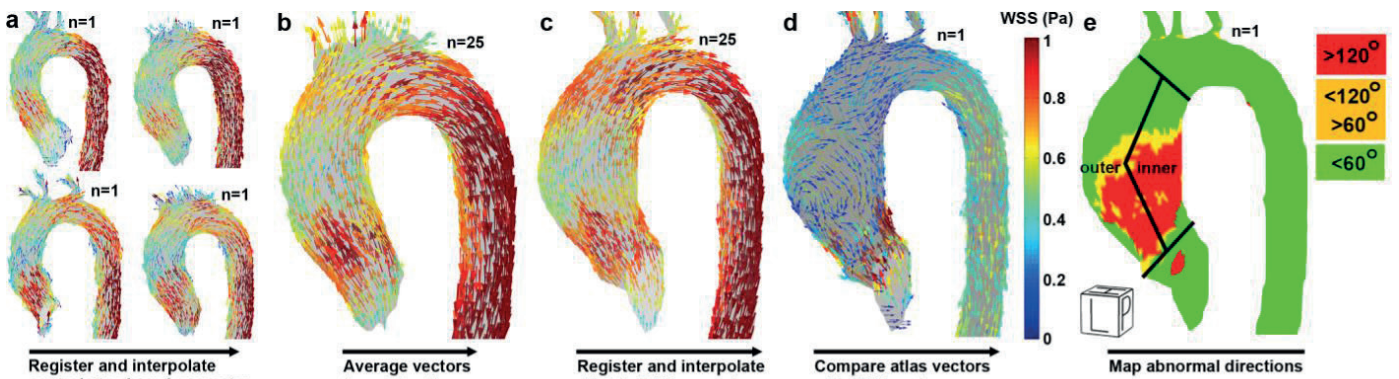 a
n=1
n=1
n=1
n=1
Register and interpolate
b
n=25
Average vectors
c
n=25
Register and interpolate
d
n=1
WSS (Pa)
1
0.8
0.6
0.4
0.2
0
Compare atlas vectors
e
n=1
outer
inner
L
P
Map abnormal directions
>120°
<120°
>60°
<60°